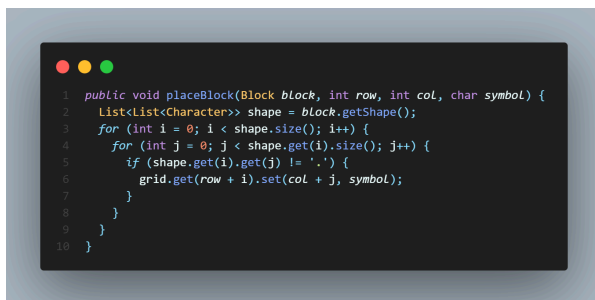 1 public void placeBlock(Block block, int row, int col, char symbol) {
2 List<List<Character>> shape = block.getShape();
3 for (int i = 0; i < shape.size(); i++) {
4 for (int j = 0; j < shape.get(i).size(); j++) {
5 if (shape.get(i).get(j) != '.') {
6 grid.get(row + i).set(col + j, symbol);
7 }
8 }
9 }
10 }